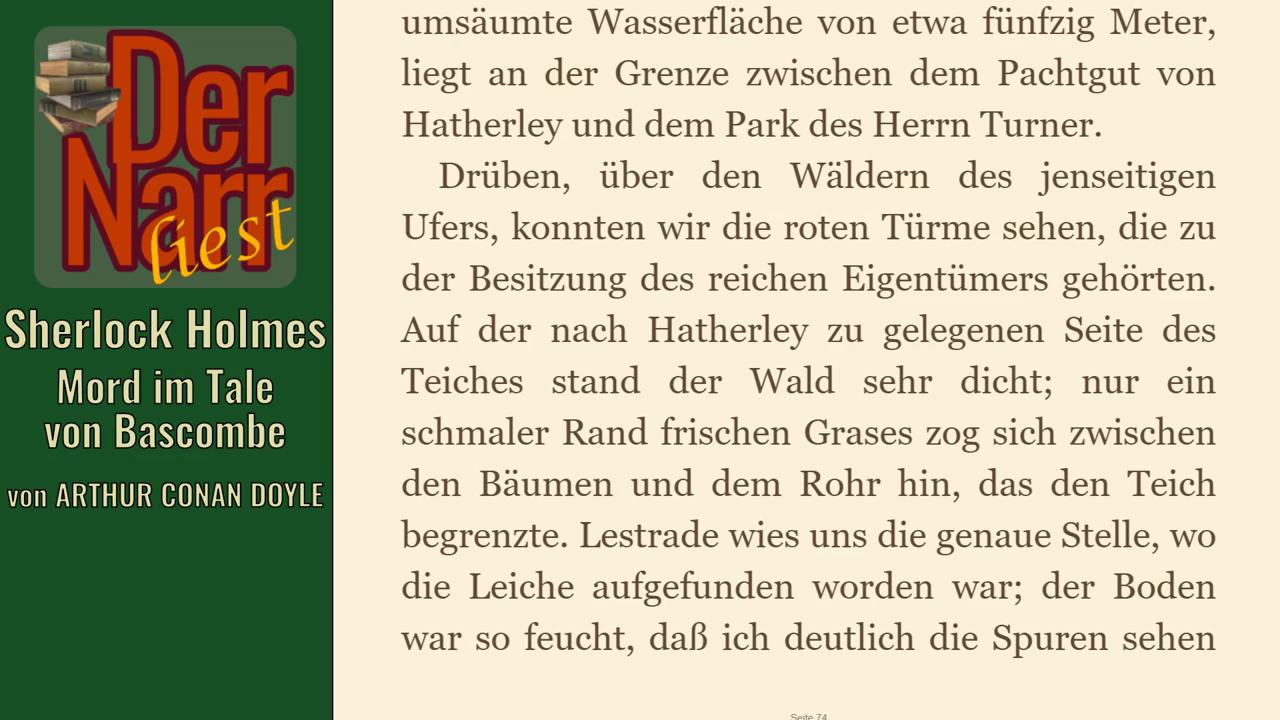 Der
Narr
liest
Sherlock Holmes
Mord im Tale
von Bascombe
von ARTHUR CONAN DOYLE
umsäumte Wasserfläche von etwa fünfzig Meter,
liegt an der Grenze zwischen dem Pachtgut von
Hatherley und dem Park des Herrn Turner.
Drüben, über den Wäldern des jenseitigen
Ufers, konnten wir die roten Türme sehen, die zu
der Besitzung des reichen Eigentümers gehörten.
Auf der nach Hatherley zu gelegenen Seite des
Teiches stand der Wald sehr dicht; nur ein
schmaler Rand frischen Grases zog sich zwischen
den Bäumen und dem Rohr hin, das den Teich
begrenzte. Lestrade wies uns die genaue Stelle, wo
die Leiche aufgefunden worden war; der Boden
war so feucht, daß ich deutlich die Spuren sehen
Seite 74